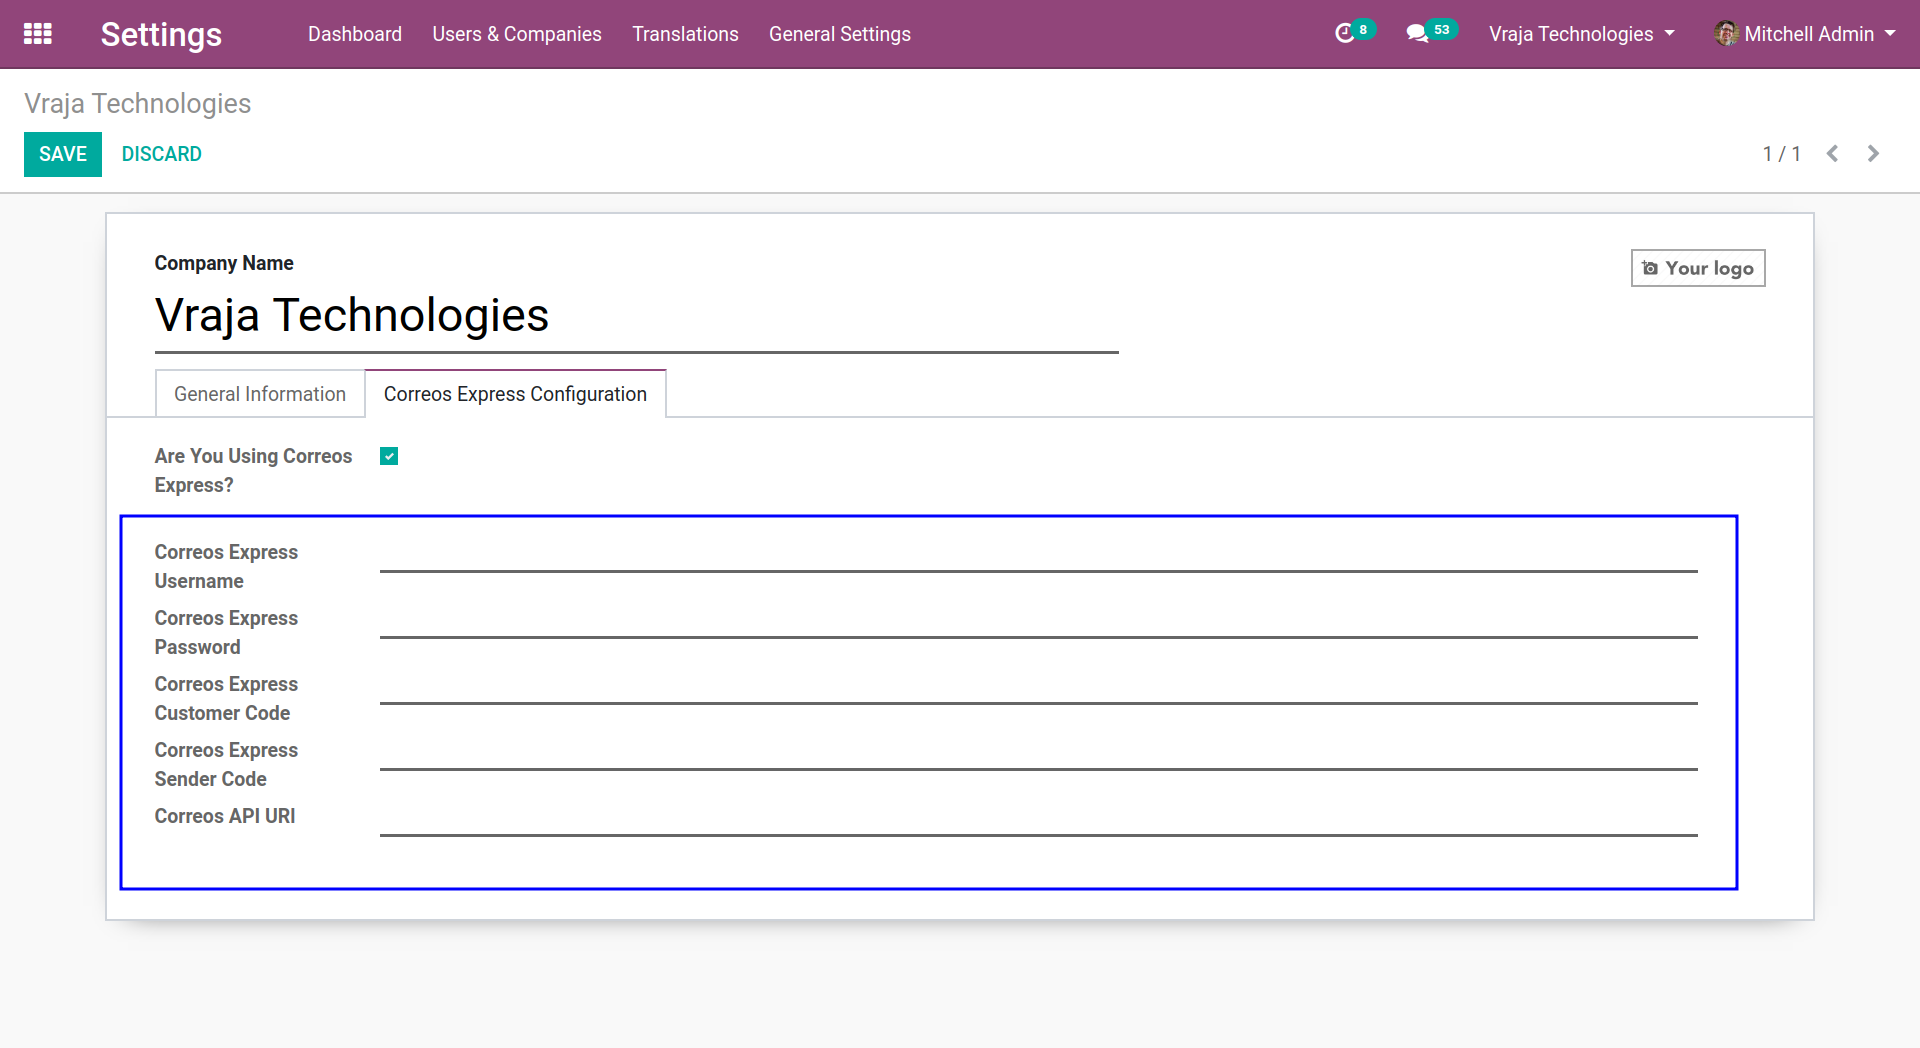 Settings
Dashboard
Users & Companies
Translations
General Settings
8
53
Vraja Technologies
Mitchell Admin
Vraja Technologies
SAVE
DISCARD
1 / 1
Company Name
Your logo
Vraja Technologies
General Information
Correos Express Configuration
Are You Using Correos
Express?
Correos Express
Username
Correos Express
Password
Correos Express
Customer Code
Correos Express
Sender Code
Correos API URI